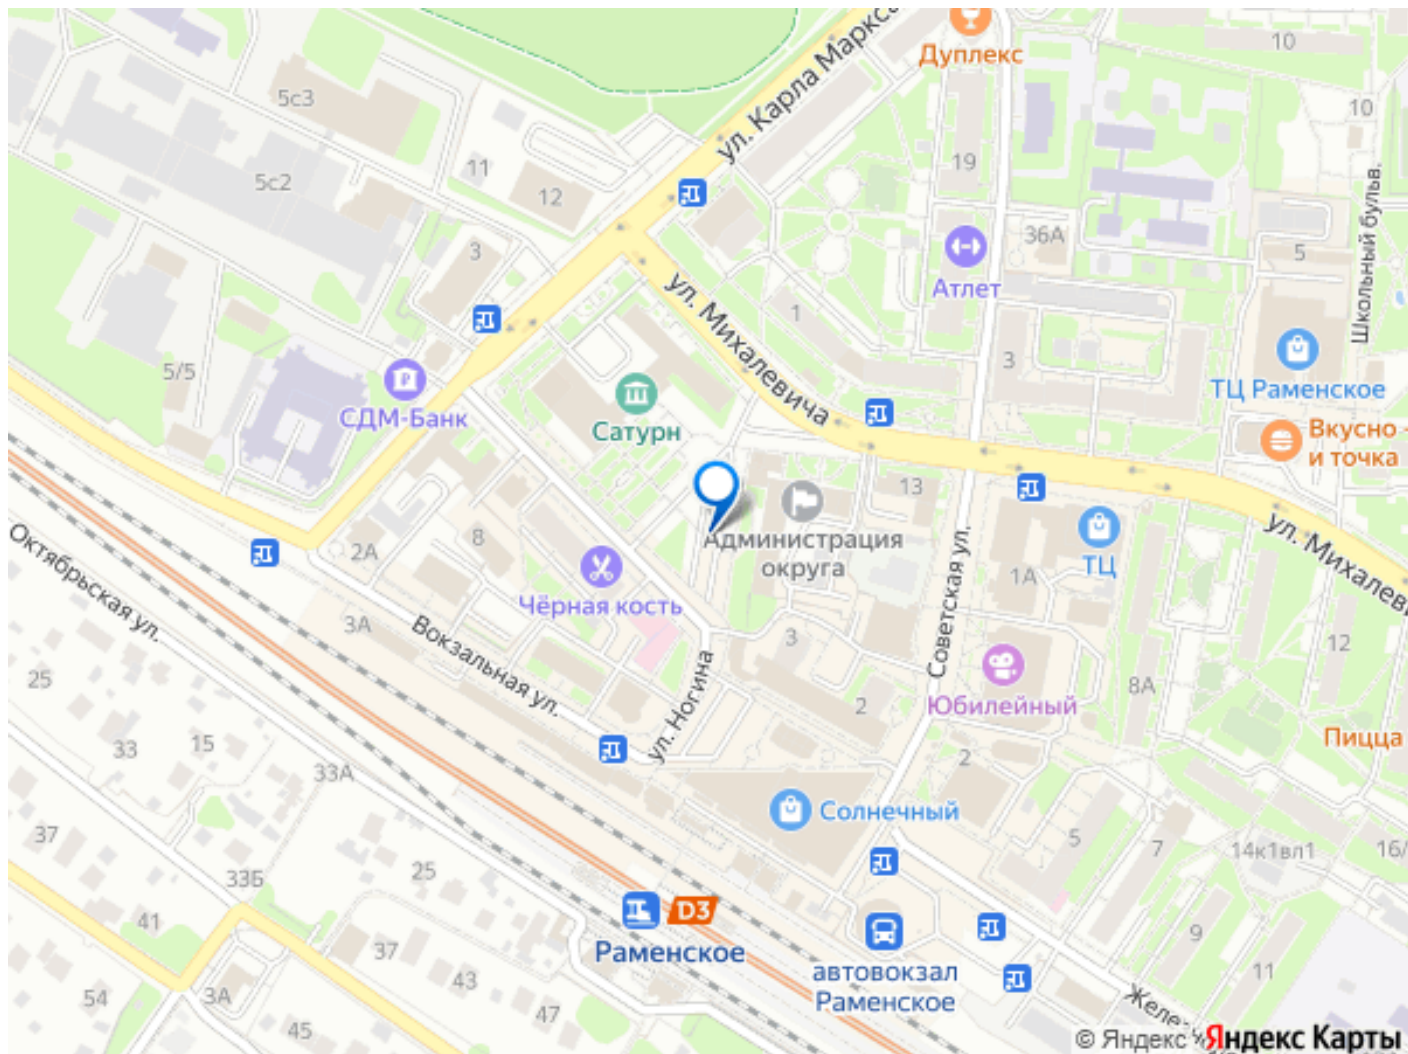 Дуплекс
10
ул. Карла Маркса
5с3
10
11
19
5с2
12
Школьный бульв.
36А
5
3
Атлет
ул. Михалевича
1
3
5/5
СДМ-Банк
ТЦ Раменское
Сатурн
Вкусно -
и точка
13
Октябрьская ул.
2А
8
Администрация
округа
ТЦ
ул. Михалеви
1А
Чёрная кость
Советская ул.
3А
Вокзальная ул.
3
12
25
ул. Ногина
8А
2
Юбилейный
33
15
Пицца
33А
2
Солнечный
37
5
7
14к1вл1
16/
25
33Б
D3
41
Раменское
37
9
автовокзал
Раменское
43
11
54
3А
47
45
Желе
© Яндекс
Яндекс Карты